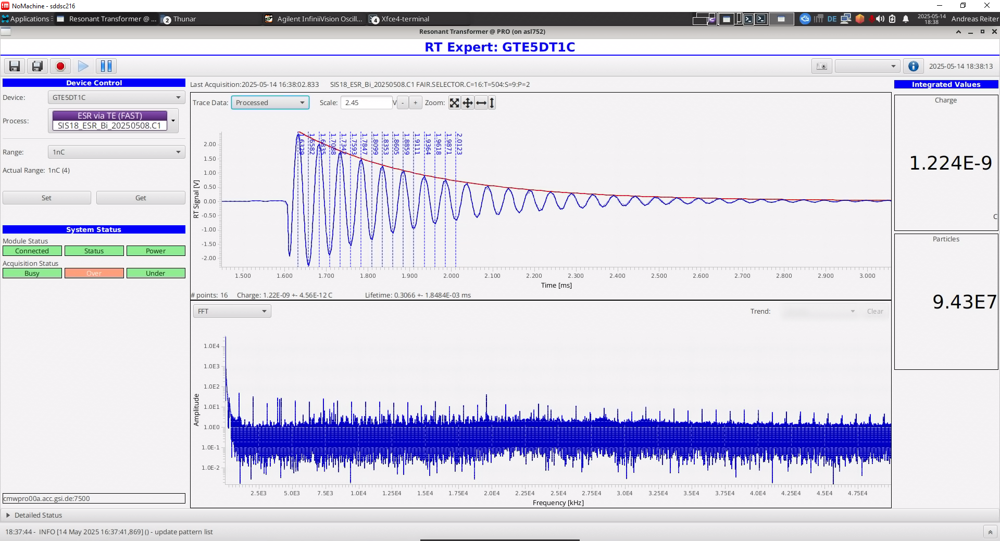 NoMachine - sddsc216
Applications
Resonant Transformer @ ...
2 Thunar
Agilent InfiniiVision Oscill...
4 Xfce4-terminal
DE
2025-05-14
18:38
Andreas Reiter
Resonant Transformer @ PRO (on asl752)
RT Expert: GTE5DT1C
2025-05-14 18:38:13
Device Control
Device: GTE5DT1C
Process: ESR via TE (FAST)
SIS18_ESR_Bi_20250508.C1
Range: 1nC
Actual Range: 1nC (4)
Set Get
System Status
Module Status
Connected Status Power
Acquisition Status
Busy Over Under
cmwpro00a.acc.gsi.de:7500
Last Acquisition:2025-05-14 16:38:02.833 SIS18_ESR_Bi_20250508.C1 FAIR.SELECTOR.C=16:T=504:S=9:P=2
Trace Data: Processed Scale: 2.45 V - + Zoom:
1.6329 1.6582 1.6835 1.7088 1.7342 1.7593 1.7847 1.8099 1.8353 1.8605 1.8859 1.9111 1.9364 1.9618 1.9871 2.0123
RT Signal [V]
2.00
1.50
1.00
0.50
0.00
-0.50
-1.00
-1.50
-2.00
1.500 1.600 1.700 1.800 1.900 2.000 2.100 2.200 2.300 2.400 2.500 2.600 2.700 2.800 2.900 3.000
Time [ms]
# points: 16 Charge: 1.22E-09 +- 4.56E-12 C Lifetime: 0.3066 +- 1.8484E-03 ms
FFT Trend: Clear
Amplitude
1.0E4
1.0E3
1.0E2
1.0E1
1.0E0
1.0E-1
1.0E-2
2.5E3 5.0E3 7.5E3 1.0E4 1.25E4 1.5E4 1.75E4 2.0E4 2.25E4 2.5E4 2.75E4 3.0E4 3.25E4 3.5E4 3.75E4 4.0E4 4.25E4 4.5E4 4.75E4
Frequency [kHz]
Integrated Values
Charge
1.224E-9
C
Particles
9.43E7
Detailed Status
18:37:44 - INFO [14 May 2025 16:37:41,869] () - update pattern list